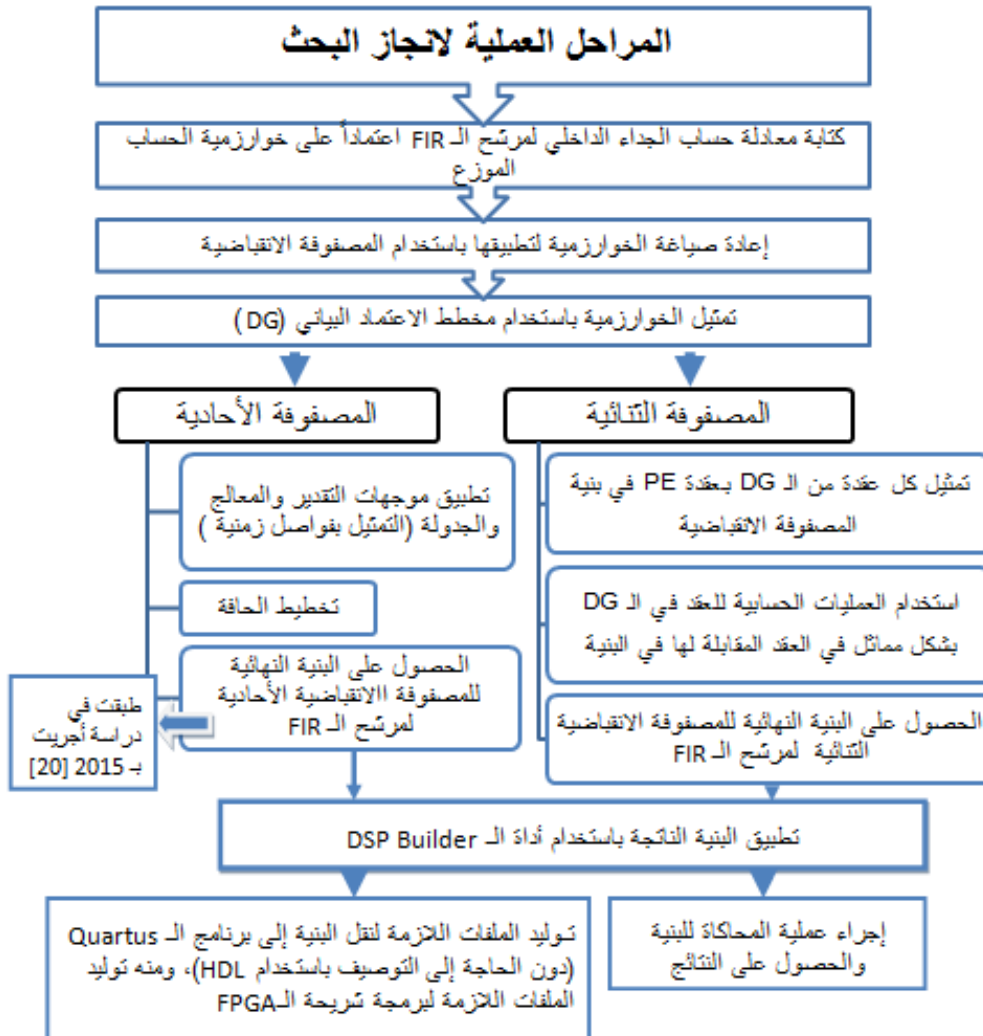 المراحل العملية لانجاز البحث
كتابة معادلة حساب الجداء الداخلي لمرشح الـ FIR اعتماداً على خوارزمية الحساب
الموزع
إعادة صياغة الخوارزمية لتطبيقها باستخدام المصفوفة الانقباضية
تمثيل الخوارزمية باستخدام مخطط الاعتماد البياني (DG)
المصفوفة الثنائية
تمثيل كل عقدة من الـ DG بعقدة PE في بنية
المصفوفة الانقباضية
استخدام العمليات الحسابية للعقد في الـ DG
بشكل مماثل في العقد المقابلة لها في البنية
الحصول على البنية النهائية للمصفوفة الانقباضية
الثنائية لمرشح الـ FIR
المصفوفة الأحادية
تطبيق موجهات التقدير والمعالج
والجدولة (التمثيل بفواصل زمنية )
تخطيط الحافة
الحصول على البنية النهائية
للمصفوفة االانقباضية الأحادية
لمرشح الـ FIR
طبقت في
دراسة أجريت
بـ 2015 [20]
تطبيق البنية الناتجة باستخدام أداة الـ DSP Builder
إجراء عملية المحاكاة للبنية
والحصول على النتائج
توليد الملفات اللازمة لنقل البنية إلى برنامج الـ Quartus
(دون الحاجة إلى التوصيف باستخدام HDL)، ومنه توليد
الملفات اللازمة لبرمجة شريحة الـFPGA